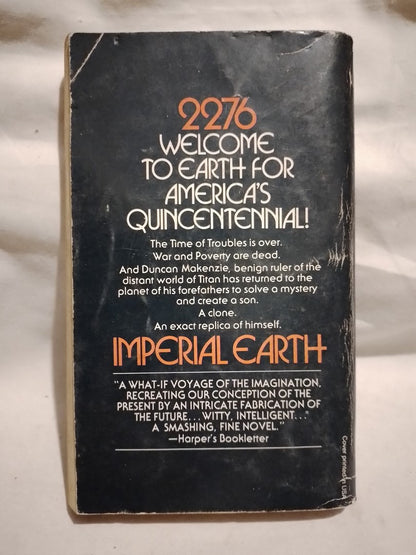 2276
WELCOME
TO EARTH FOR
AMERICA'S
QUINCENTENNIAL!
The Time of Troubles is over.
War and Poverty are dead.
And Duncan Makenzie, benign ruler of the
distant world of Titan has returned to the
planet of his forefathers to solve a mystery
and create a son.
A clone.
An exact replica of himself.
IMPERIAL EARTH
"A WHAT-IF VOYAGE OF THE IMAGINATION,
RECREATING OUR CONCEPTION OF THE
PRESENT BY AN INTRICATE FABRICATION OF
THE FUTURE...WITTY, INTELLIGENT...
A SMASHING, FINE NOVEL."
—Harper's Bookletter
Cover printed in USA